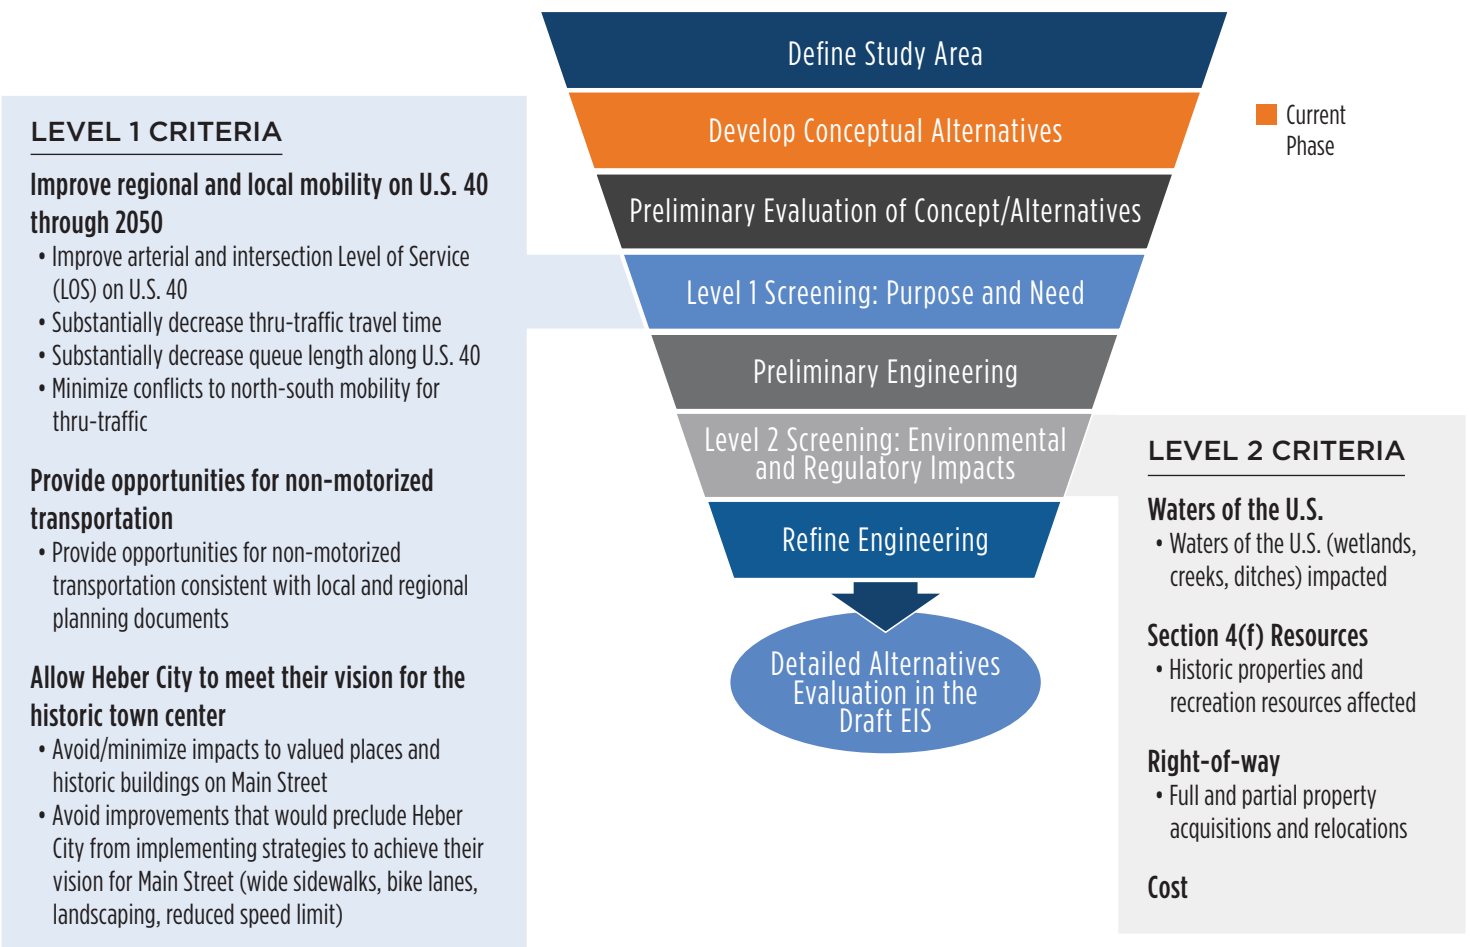 Define Study Area
Develop Conceptual Alternatives
Preliminary Evaluation of Concept/Alternatives
Level 1 Screening: Purpose and Need
Preliminary Engineering
Level 2 Screening: Environmental
and Regulatory Impacts
Refine Engineering
Detailed Alternatives
Evaluation in the
Draft EIS
Current
Phase
LEVEL 1 CRITERIA
Improve regional and local mobility on U.S. 40
through 2050
• Improve arterial and intersection Level of Service
(LOS) on U.S. 40
• Substantially decrease thru-traffic travel time
• Substantially decrease queue length along U.S. 40
• Minimize conflicts to north-south mobility for
thru-traffic
Provide opportunities for non-motorized
transportation
• Provide opportunities for non-motorized
transportation consistent with local and regional
planning documents
Allow Heber City to meet their vision for the
historic town center
• Avoid/minimize impacts to valued places and
historic buildings on Main Street
• Avoid improvements that would preclude Heber
City from implementing strategies to achieve their
vision for Main Street (wide sidewalks, bike lanes,
landscaping, reduced speed limit)
LEVEL 2 CRITERIA
Waters of the U.S.
• Waters of the U.S. (wetlands,
creeks, ditches) impacted
Section 4(f) Resources
• Historic properties and
recreation resources affected
Right-of-way
• Full and partial property
acquisitions and relocations
Cost